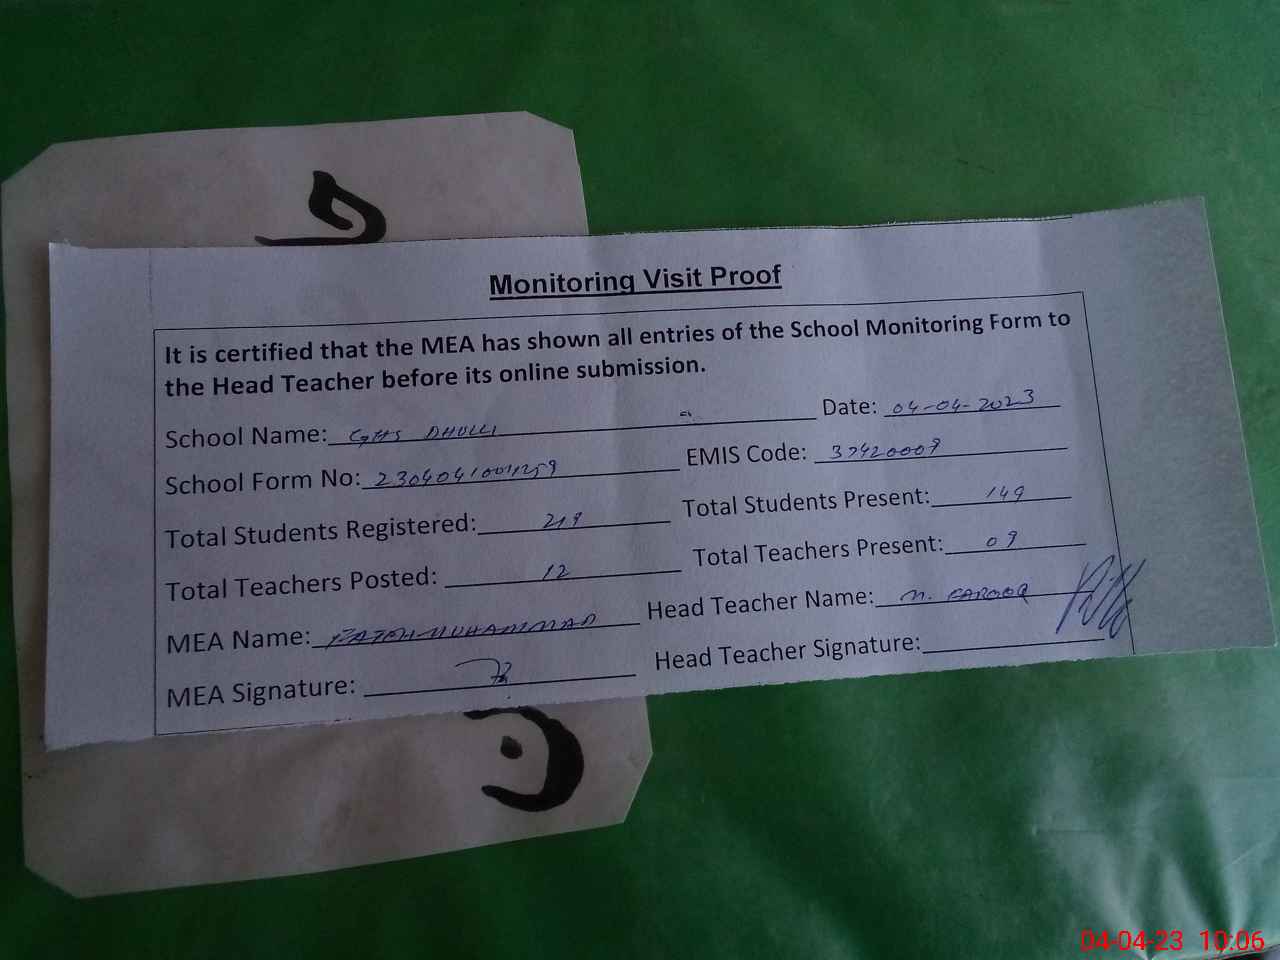 Monitoring Visit Proof
It is certified that the MEA has shown all entries of the School Monitoring Form to
the Head Teacher before its online submission.
School Name: GHS DHULLI Date: 04-04-2023
School Form No: 2304041001259 EMIS Code: 37420009
Total Students Registered: 219 Total Students Present: 149
Total Teachers Posted: 12 Total Teachers Present: 09
MEA Name: FATEH MUHAMMAD Head Teacher Name: M. FAROOQ
MEA Signature: Head Teacher Signature:
04-04-23 10:06